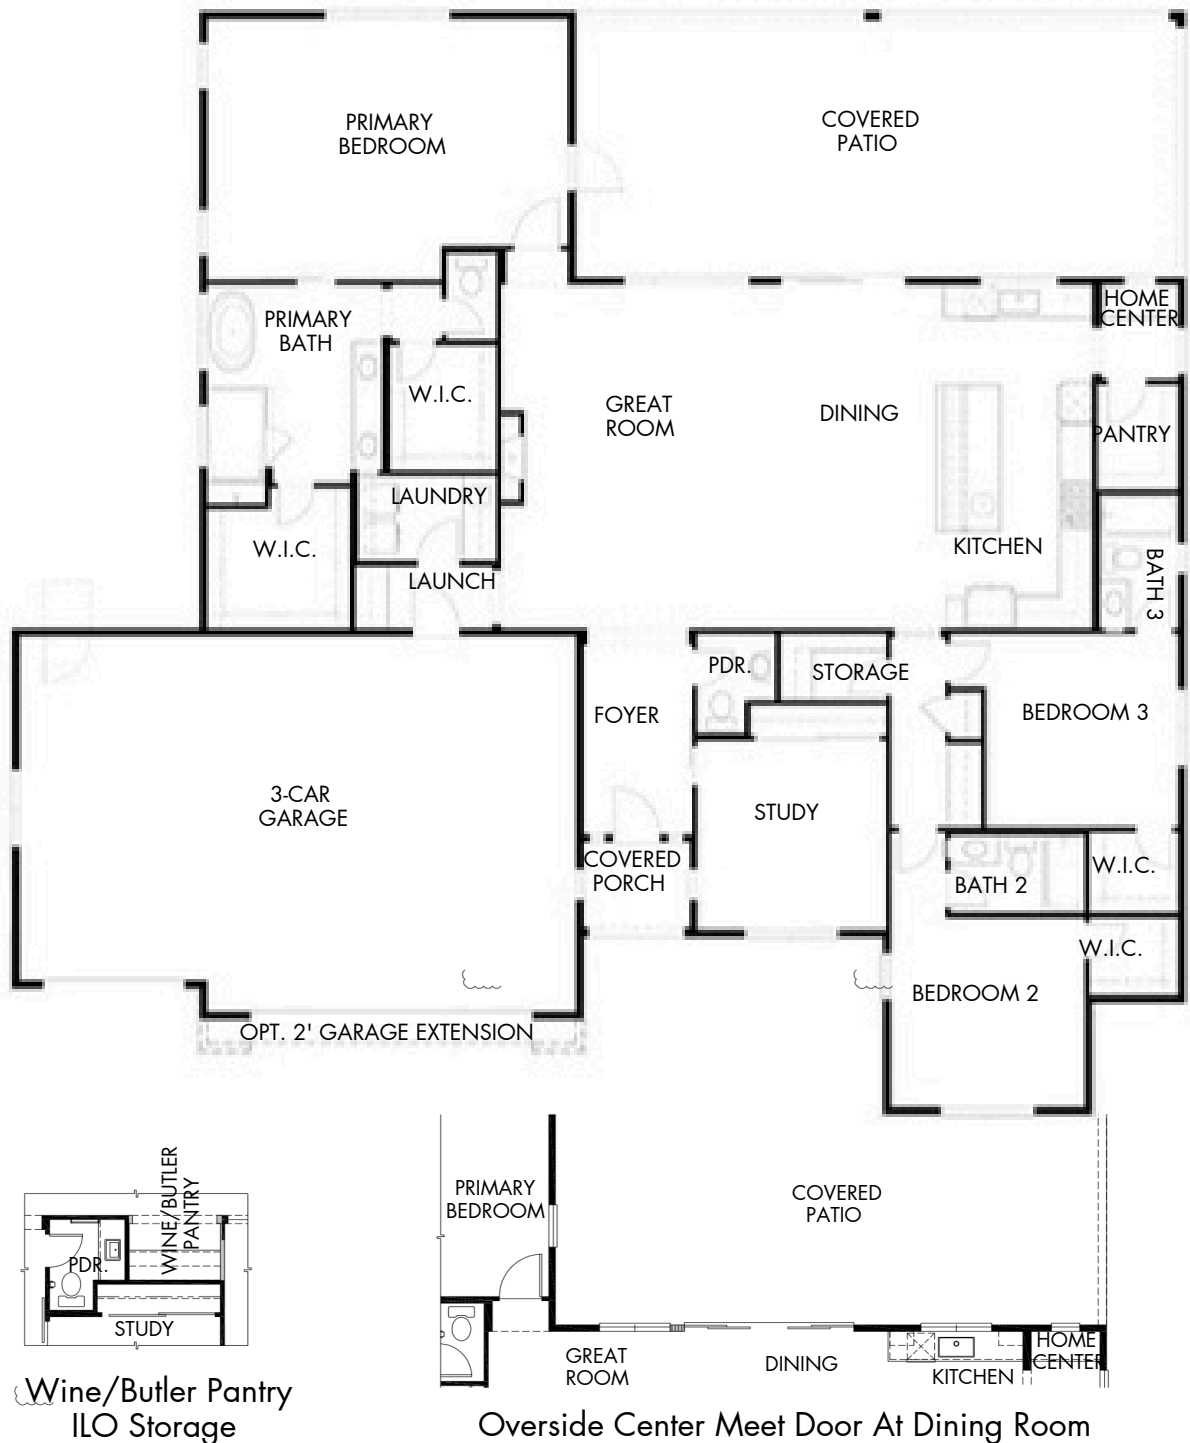 PRIMARY
BEDROOM
COVERED
PATIO
HOME
CENTER
PRIMARY
BATH
W.I.C.
GREAT
ROOM
DINING
PANTRY
LAUNDRY
KITCHEN
W.I.C.
LAUNCH
BATH 3
PDR.
STORAGE
FOYER
BEDROOM 3
3-CAR
GARAGE
STUDY
COVERED
PORCH
BATH 2
W.I.C.
W.I.C.
BEDROOM 2
OPT. 2' GARAGE EXTENSION
WINE/BUTLER
PANTRY
PDR.
STUDY
Wine/Butler Pantry
ILO Storage
PRIMARY
BEDROOM
COVERED
PATIO
GREAT
ROOM
DINING
KITCHEN
HOME
CENTER
Overside Center Meet Door At Dining Room